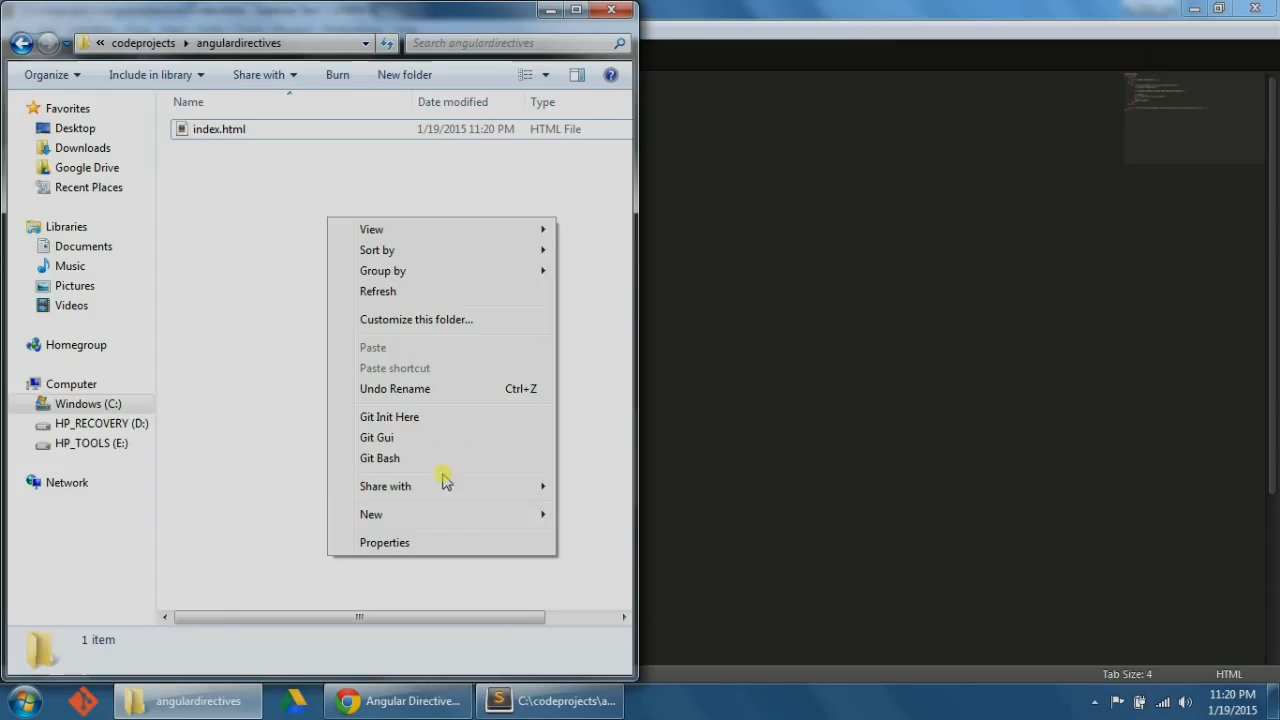 « codeprojects ▸ angulardirectives
Search angulardirectives
Organize
Include in library
Share with
Burn
New folder
Name
Date modified
Type
index.html
1/19/2015 11:20 PM
HTML File
Favorites
Desktop
Downloads
Google Drive
Recent Places
Libraries
Documents
Music
Pictures
Videos
Homegroup
Computer
Windows (C:)
HP_RECOVERY (D:)
HP_TOOLS (E:)
Network
View
Sort by
Group by
Refresh
Customize this folder...
Paste
Paste shortcut
Undo Rename Ctrl+Z
Git Init Here
Git Gui
Git Bash
Share with
New
Properties
1 item
Tab Size: 4
HTML
angulardirectives
Angular Directive...
C:\codeprojects\a...
11:20 PM
1/19/2015